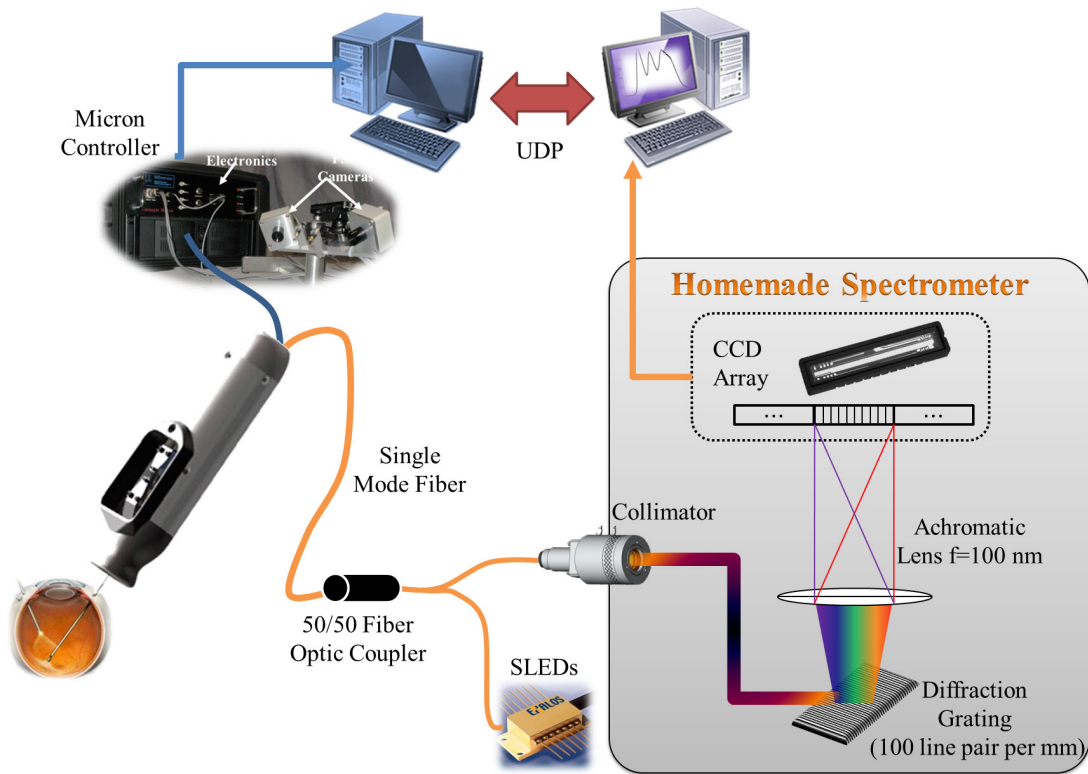 Micron
Controller
UDP
Electronics
Cameras
Homemade Spectrometer
CCD
Array
Single
Mode Fiber
Collimator
Achromatic
Lens f=100 nm
50/50 Fiber
Optic Coupler
SLEDs
Diffraction
Grating
(100 line pair per mm)